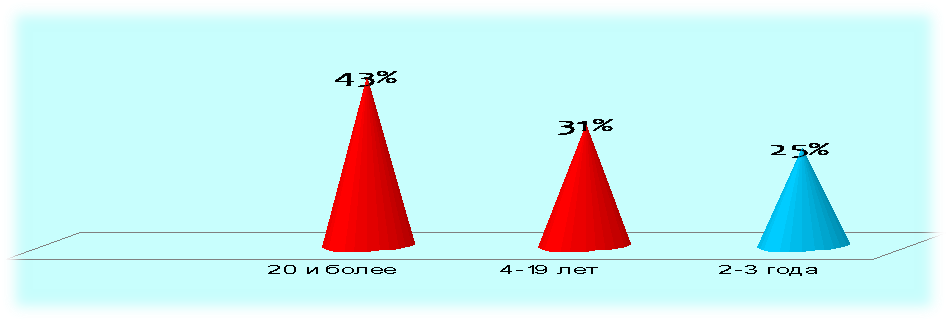 43%
31%
25%
20 и более
4-19 лет
2-3 года